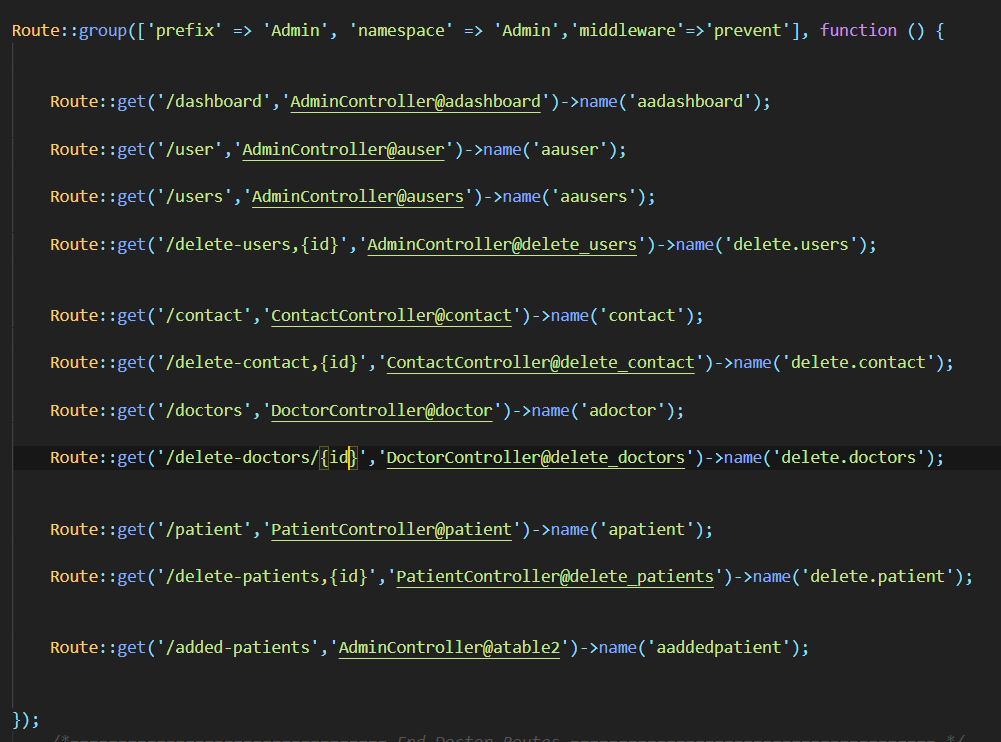 Route::group(['prefix' => 'Admin', 'namespace' => 'Admin','middleware'=>'prevent'], function () {
Route::get('/dashboard','AdminController@adashboard')->name('aadashboard');
Route::get('/user','AdminController@auser')->name('aauser');
Route::get('/users','AdminController@ausers')->name('aausers');
Route::get('/delete-users,{id}','AdminController@delete_users')->name('delete.users');
Route::get('/contact','ContactController@contact')->name('contact');
Route::get('/delete-contact,{id}','ContactController@delete_contact')->name('delete.contact');
Route::get('/doctors','DoctorController@doctor')->name('adoctor');
Route::get('/delete-doctors/{id}','DoctorController@delete_doctors')->name('delete.doctors');
Route::get('/patient','PatientController@patient')->name('apatient');
Route::get('/delete-patients,{id}','PatientController@delete_patients')->name('delete.patient');
Route::get('/added-patients','AdminController@atable2')->name('aaddedpatient');
});
End Routes